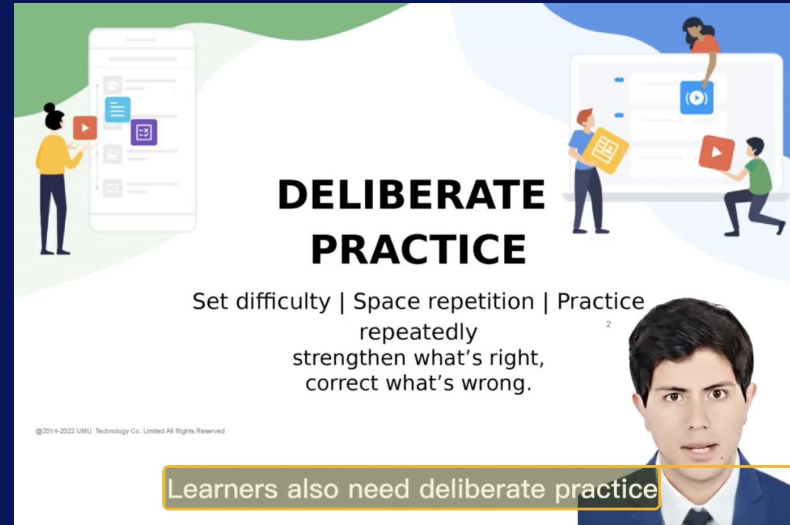 DELIBERATE
PRACTICE
Set difficulty | Space repetition | Practice
repeatedly
2
strengthen what's right,
correct what's wrong.
@2014-2022 UMU Technology Co., Limited All Rights Reserved
Learners also need deliberate practice